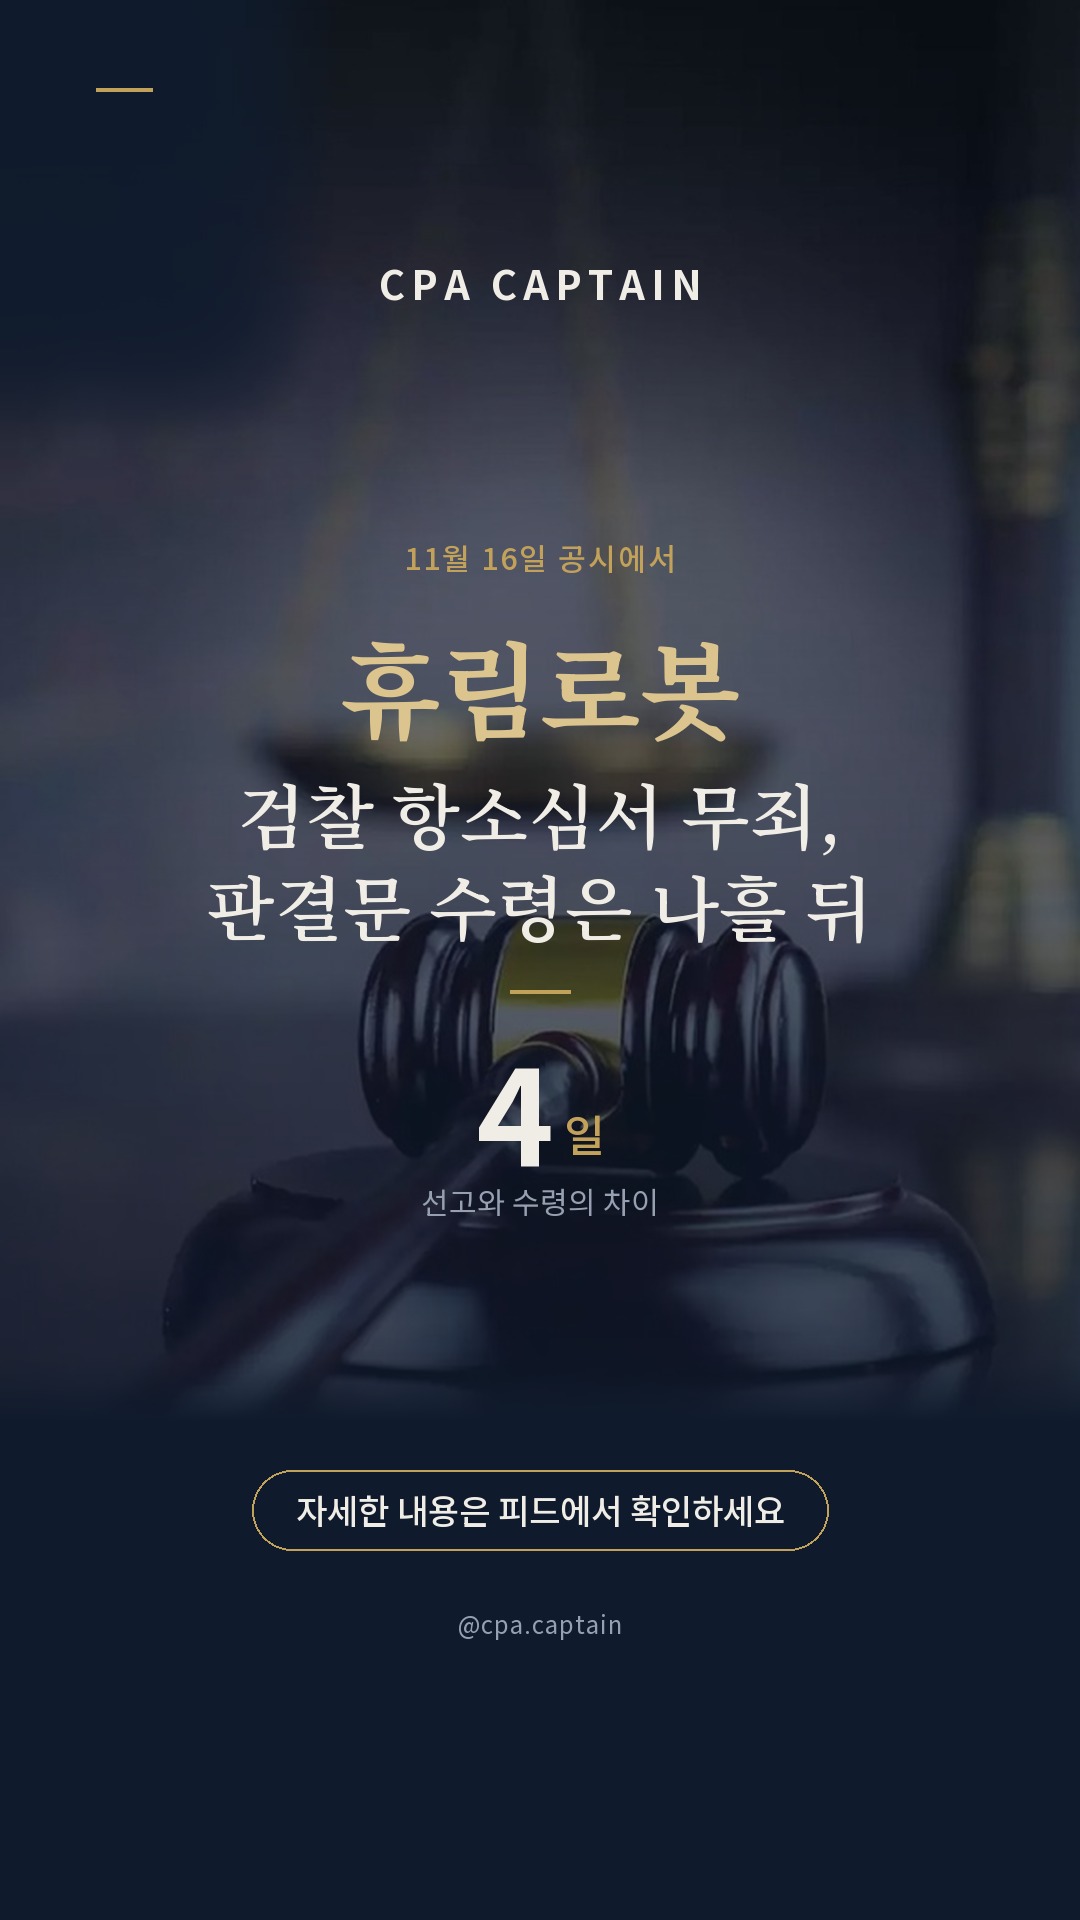 CPA CAPTAIN
11월 16일 공시에서
휴림로봇
검찰 항소심서 무죄,
판결문 수령은 나흘 뒤
4 일
선고와 수령의 차이
자세한 내용은 피드에서 확인하세요
@cpa.captain